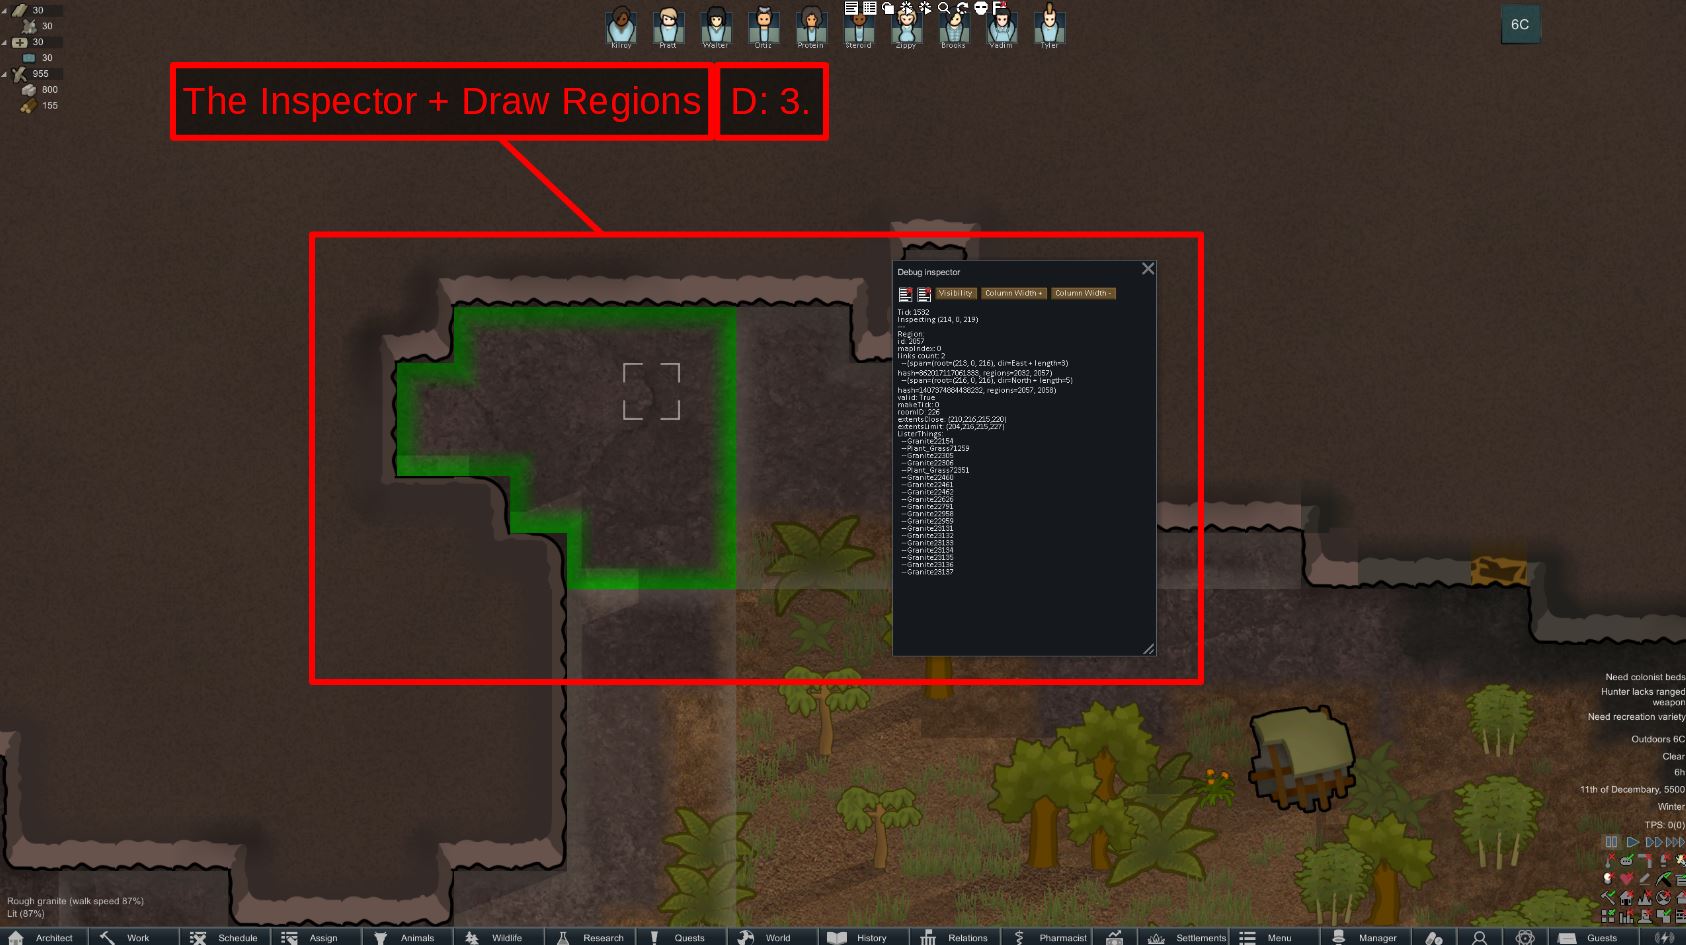 30
30
30
30
955
800
155
Kilroy Pratt Walter Ortiz Protein Steroid Zippy Brooks Vadim Tyler
6C
The Inspector + Draw Regions D: 3.
Debug inspector
Visibility Column Width + Column Width -
Tick 1532
Inspecting (214, 0, 219)
---
Region:
id: 2057
mapIndex: 0
links count: 2
--(span=(root=(213, 0, 216), dir=East + length=3)
hash=862017117061333, regions=2032, 2057)
--(span=(root=(216, 0, 216), dir=North + length=5)
hash=1407374884438232, regions=2057, 2058)
valid: True
makeTick: 0
roomID: 226
extentsClose: (210,216,215,220)
extentsLimit: (204,216,215,227)
ListerThings:
--Granite22154
--Plant_Grass71259
--Granite22305
--Granite22306
--Plant_Grass72351
--Granite22460
--Granite22461
--Granite22462
--Granite22626
--Granite22791
--Granite22958
--Granite22959
--Granite23131
--Granite23132
--Granite23133
--Granite23134
--Granite23135
--Granite23136
--Granite23137
Need colonist beds
Hunter lacks ranged
weapon
Need recreation variety
Outdoors 6C
Clear
6h
11th of Decembary, 5500
Winter
TPS: 0(0)
Rough granite (walk speed 87%)
Lit (87%)
Architect Work Schedule Assign Animals Wildlife Research Quests World History Relations Pharmacist Settlements Menu Manager Guests